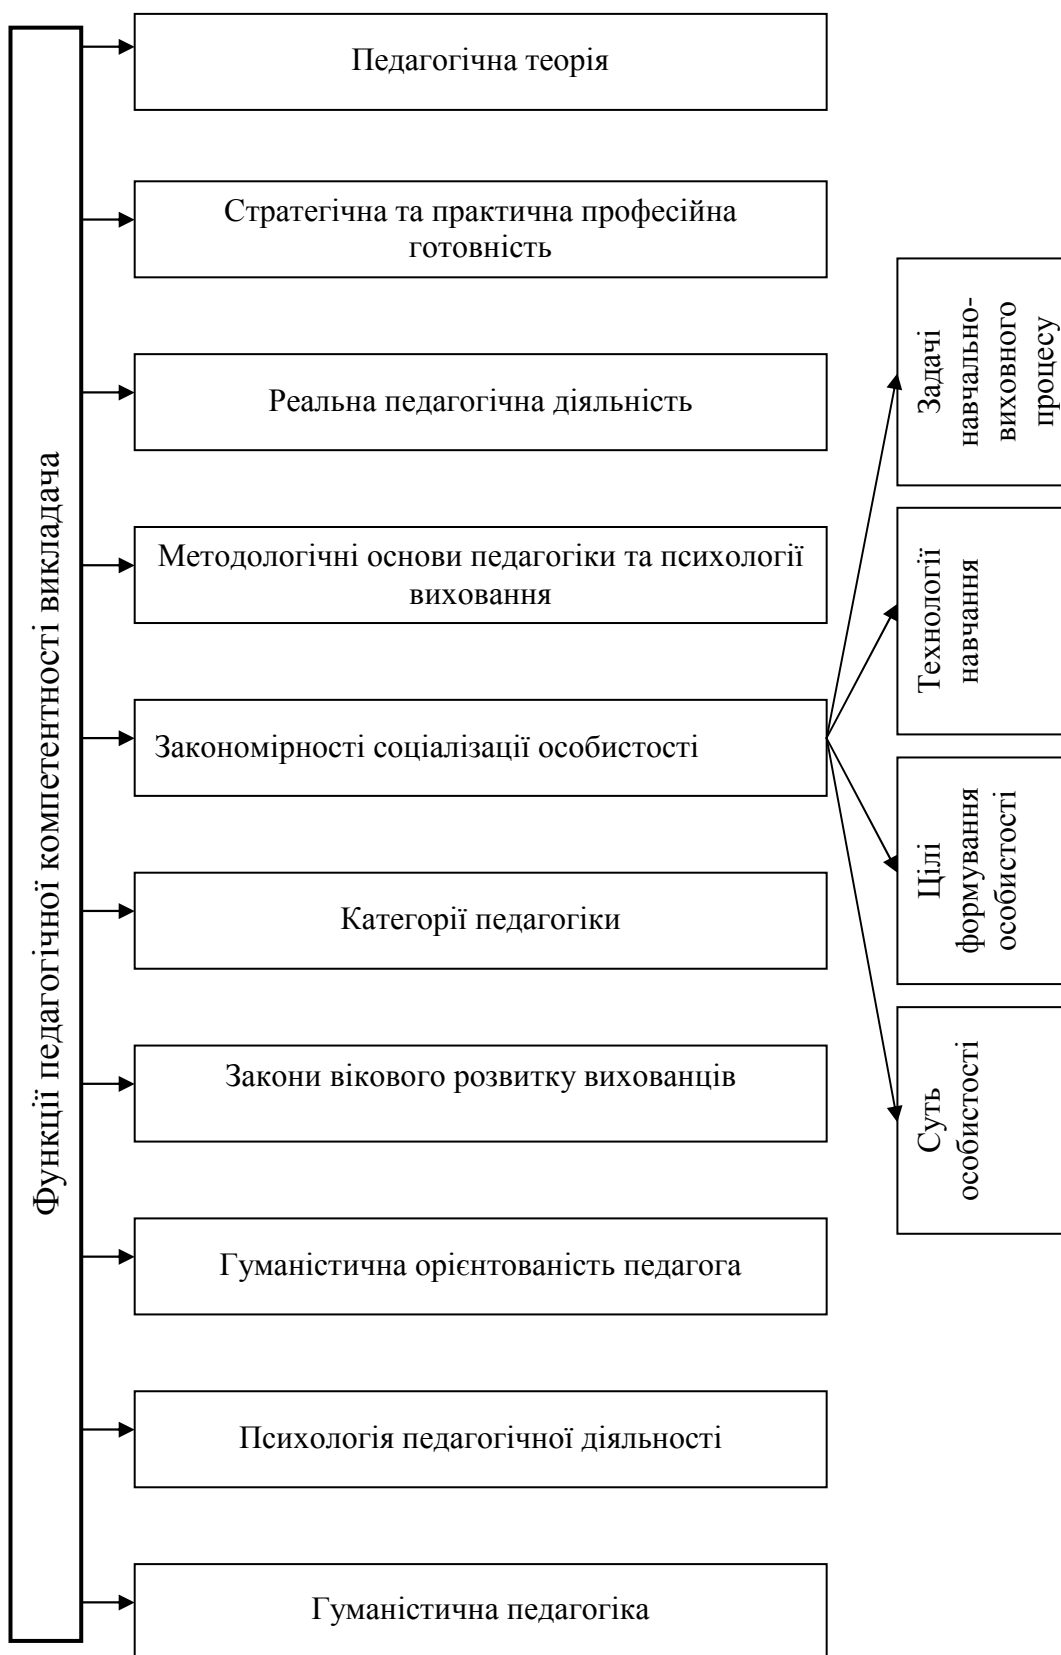 Функції педагогічної компетентності викладача
Педагогічна теорія
Стратегічна та практична професійна
готовність
Реальна педагогічна діяльність
Методологічні основи педагогіки та психології
виховання
Закономірності соціалізації особистості
Категорії педагогіки
Закони вікового розвитку вихованців
Гуманістична орієнтованість педагога
Психологія педагогічної діяльності
Гуманістична педагогіка
Задачі
навчально-
виховного
процесу
Технології
навчання
Цілі
формування
особистості
Суть
особистості